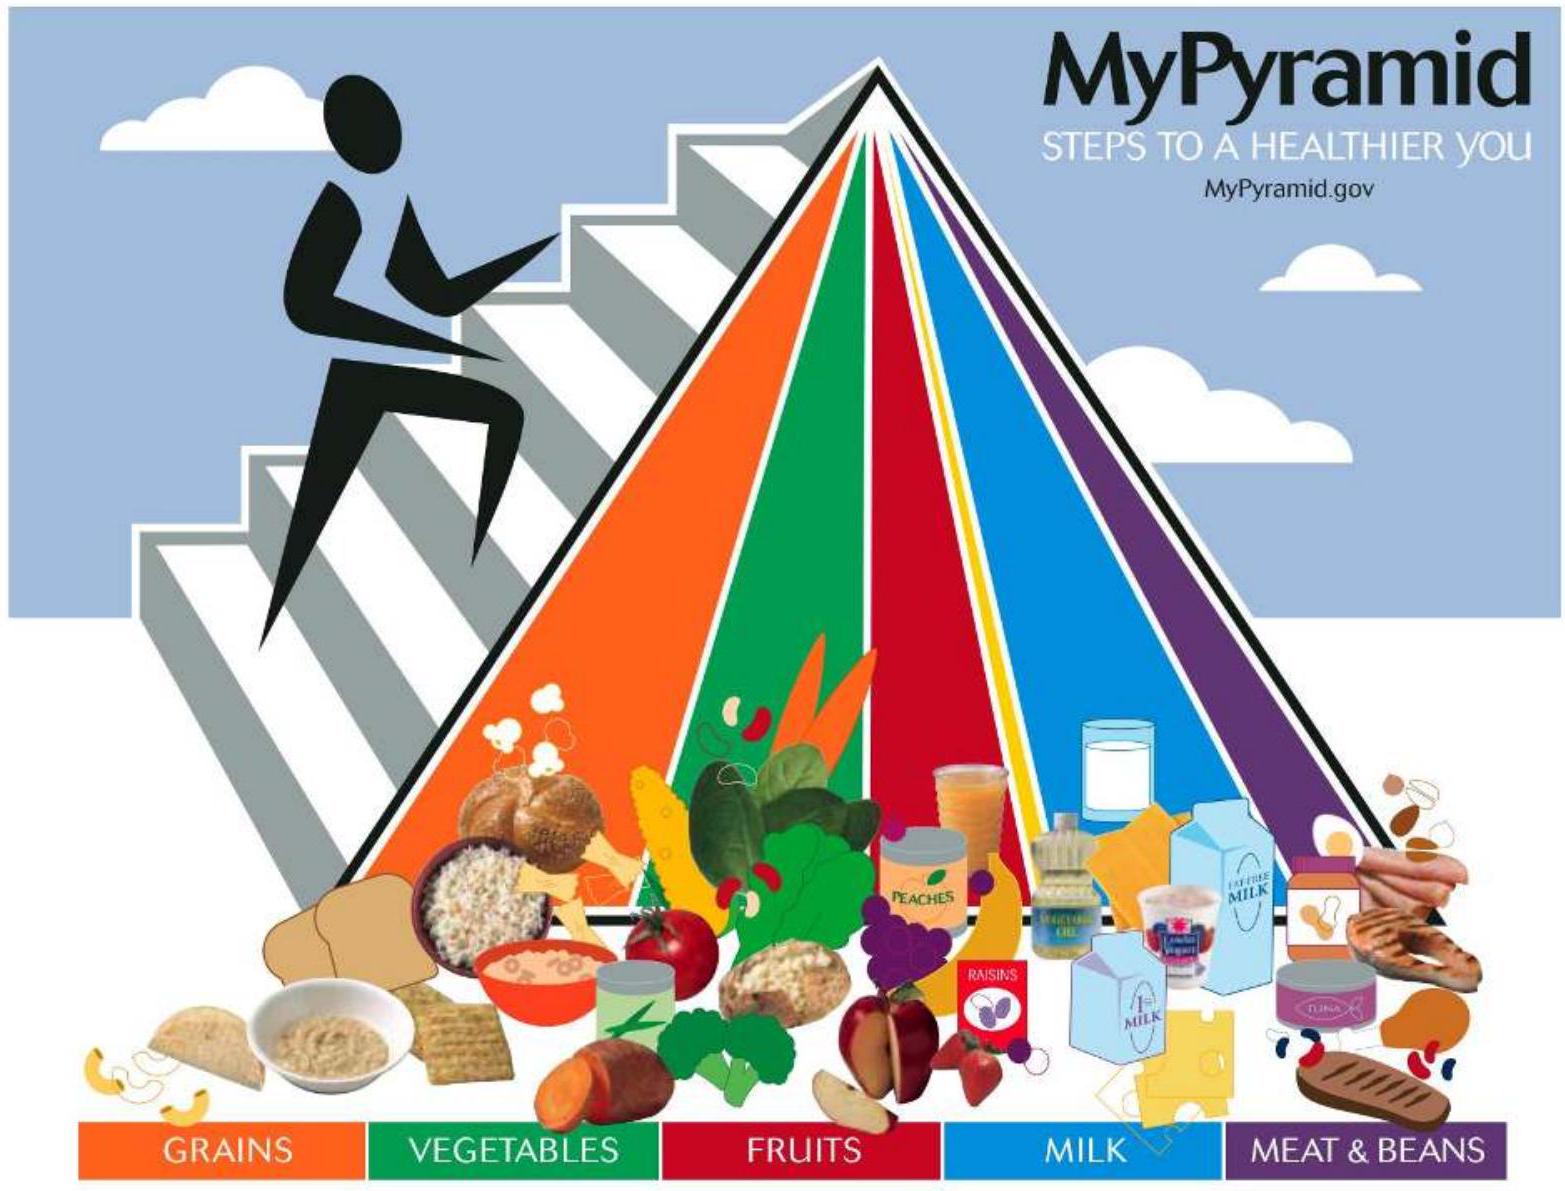 MyPyramid
STEPS TO A HEALTHIER YOU
MyPyramid.gov
PEACHES
VEGETABLE
OIL
FAT FREE
MILK
RAISINS
1%
MILK
TUNA
GRAINS
VEGETABLES
FRUITS
MILK
MEAT & BEANS